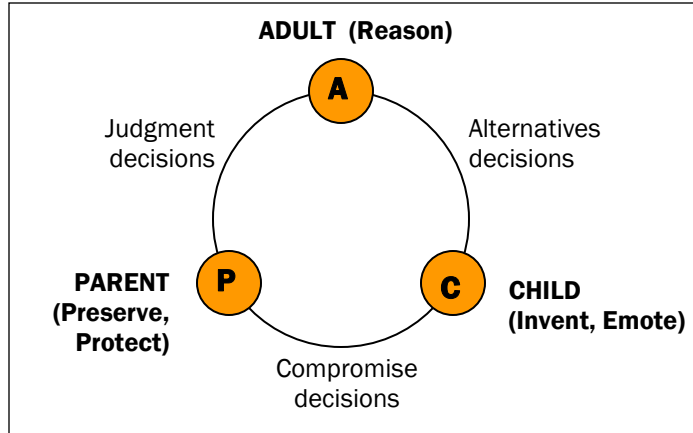 ADULT (Reason)
A
Judgment
decisions
Alternatives
decisions
PARENT
(Preserve,
Protect)
P
C
CHILD
(Invent, Emote)
Compromise
decisions